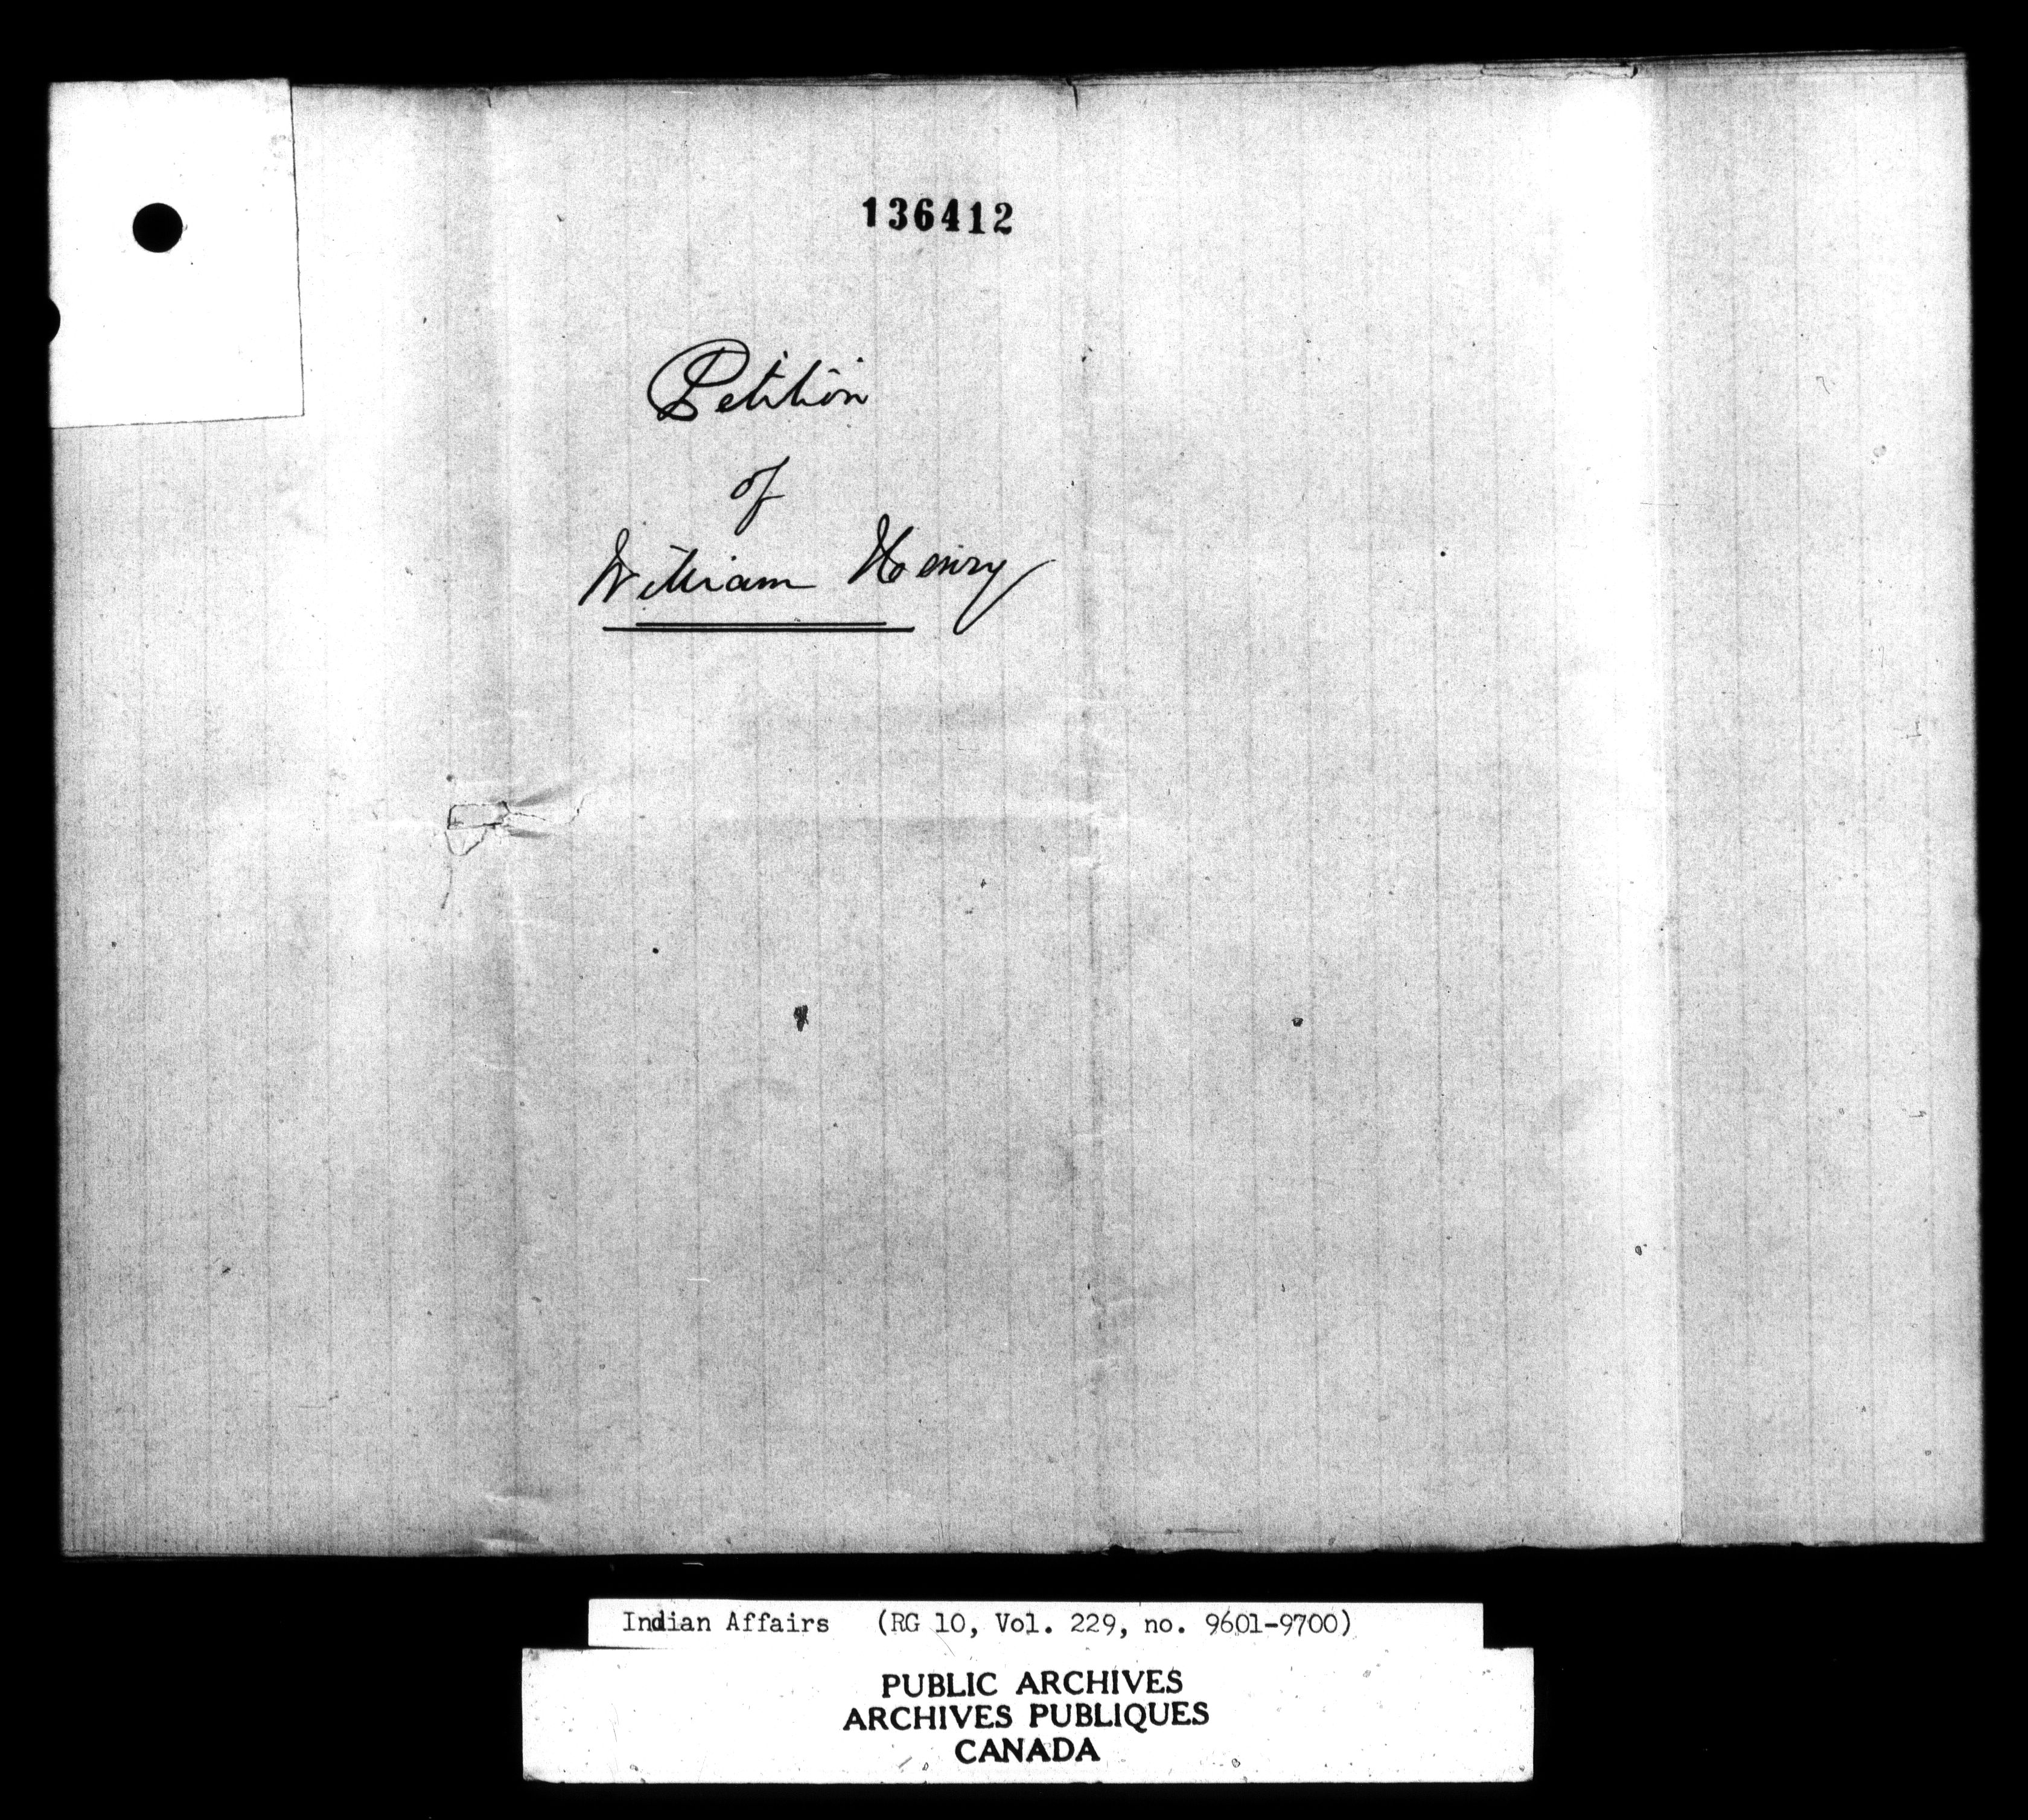 136412
Petition
of
William Henry
Indian Affairs (RG 10, Vol. 229, no. 9601-9700)
PUBLIC ARCHIVES
ARCHIVES PUBLIQUES
CANADA